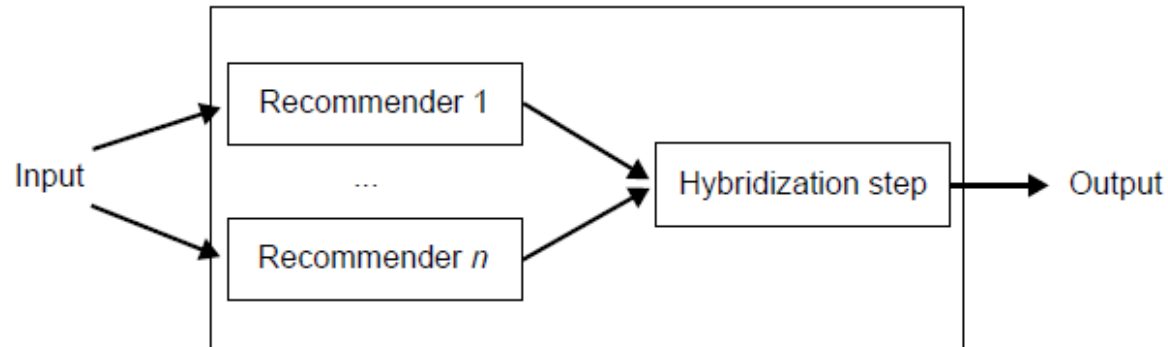 Recommender 1
Input
...
Hybridization step
Output
Recommender n